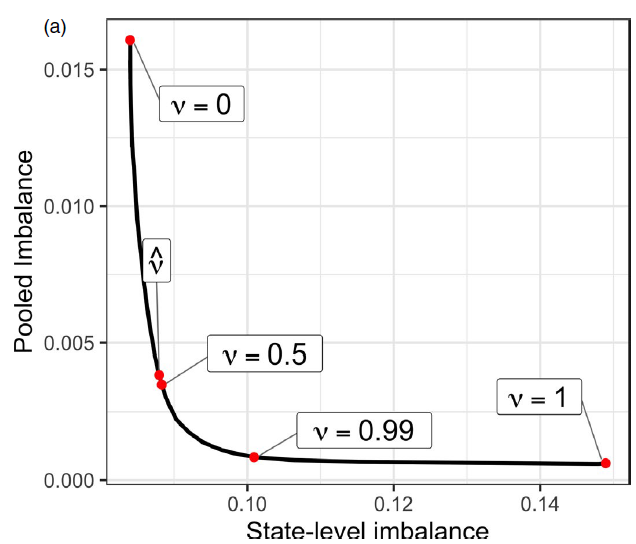 (a)
Pooled Imbalance
0.015
0.010
0.005
0.000
ν = 0
ν̂
ν = 0.5
ν = 0.99
ν = 1
0.10
0.12
0.14
State-level imbalance